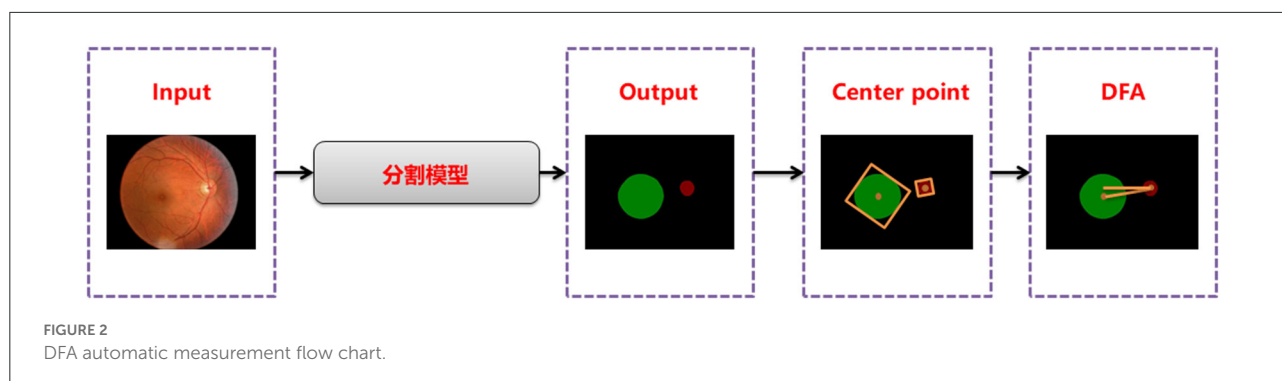 Input
分割模型
Output
Center point
DFA
FIGURE 2
DFA automatic measurement flow chart.